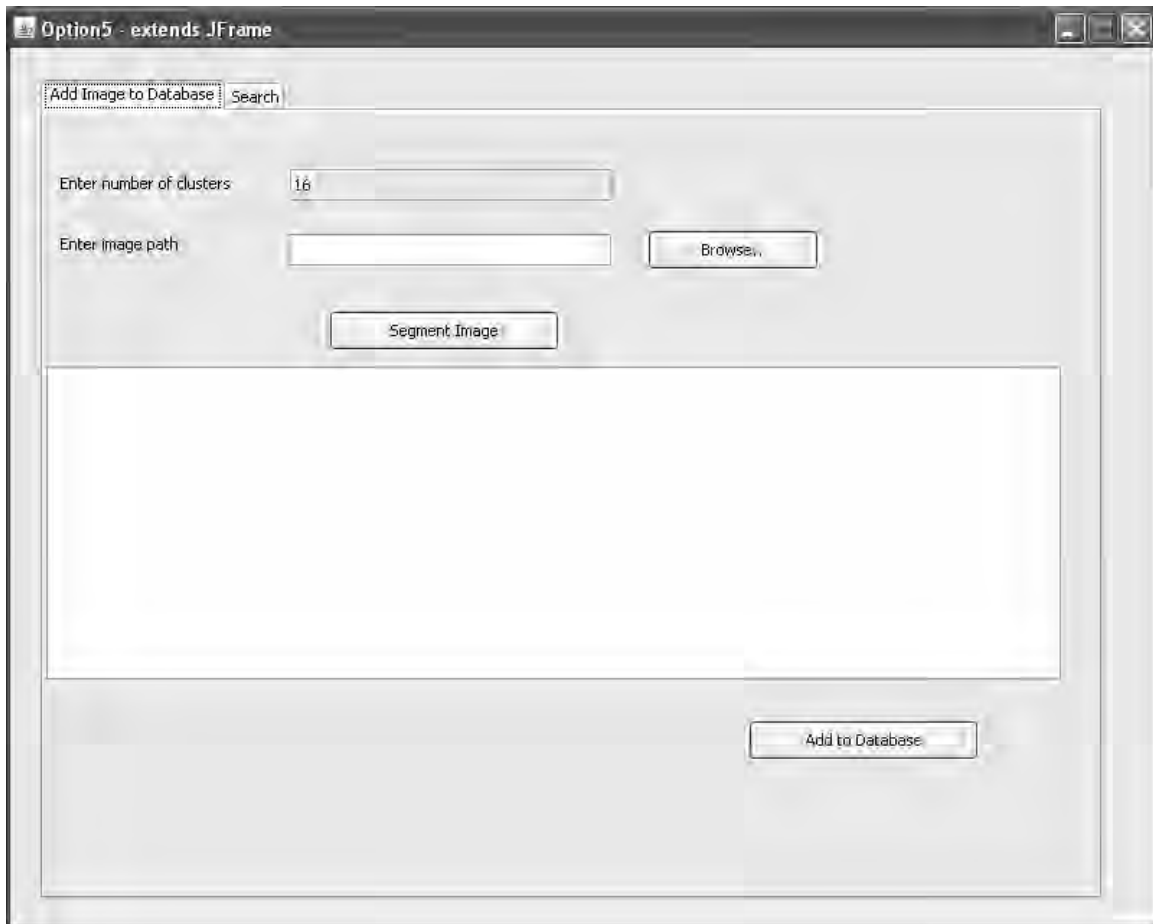 Option5 - extends JFrame
Add Image to Database Search
Enter number of clusters 16
Enter image path Browse...
Segment Image
Add to Database